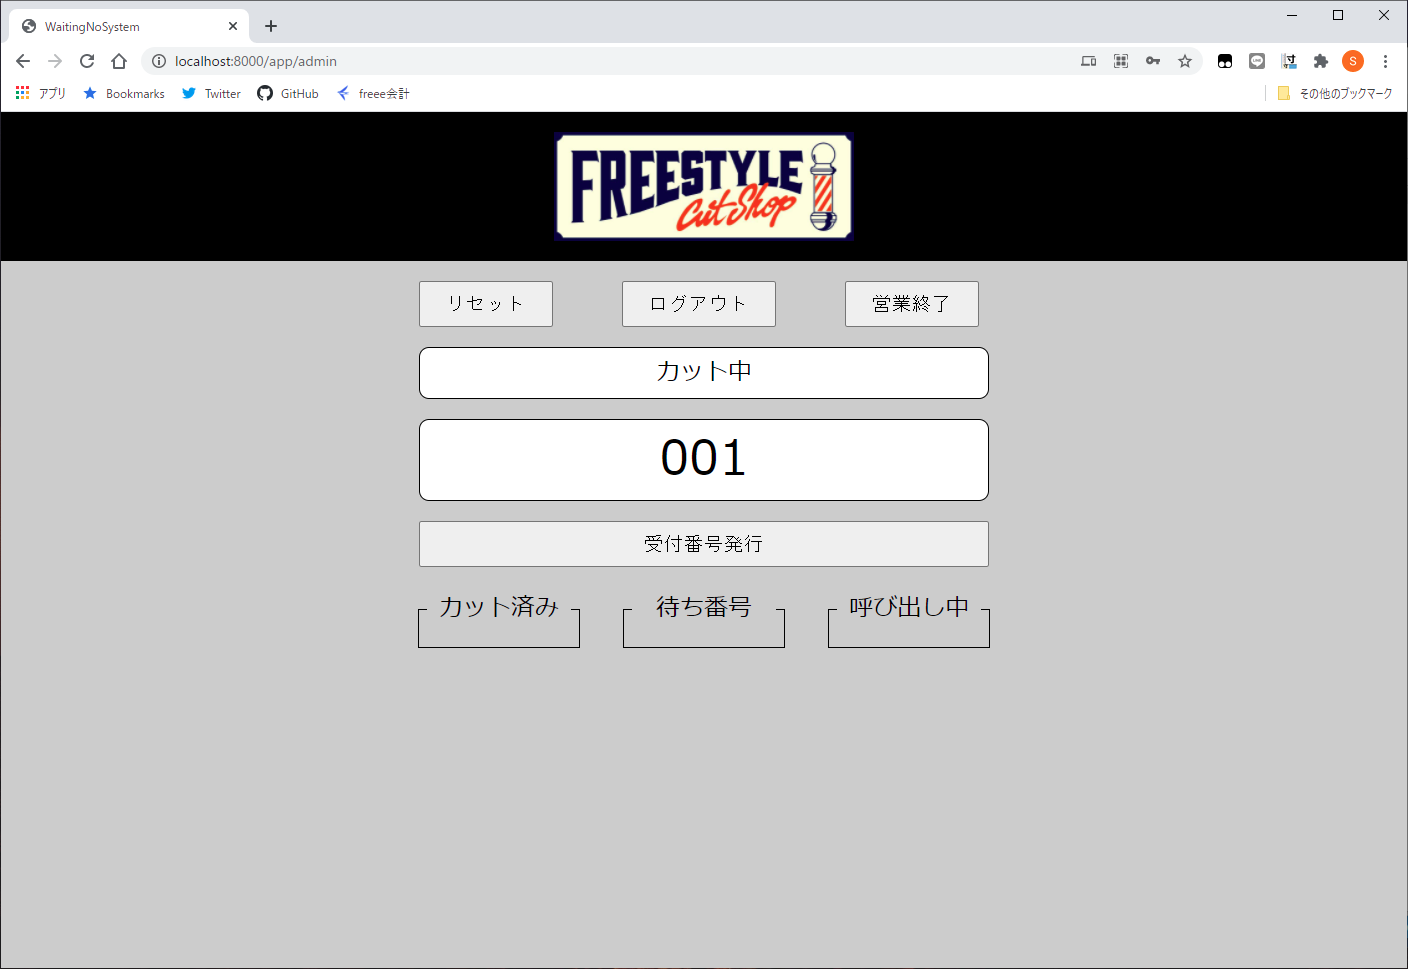 WaitingNoSystem
localhost:8000/app/admin
S
アプリ Bookmarks Twitter GitHub freee会計 その他のブックマーク
FREESTYLE
Cut Shop
リセット ログアウト 営業終了
カット中
001
受付番号発行
カット済み 待ち番号 呼び出し中